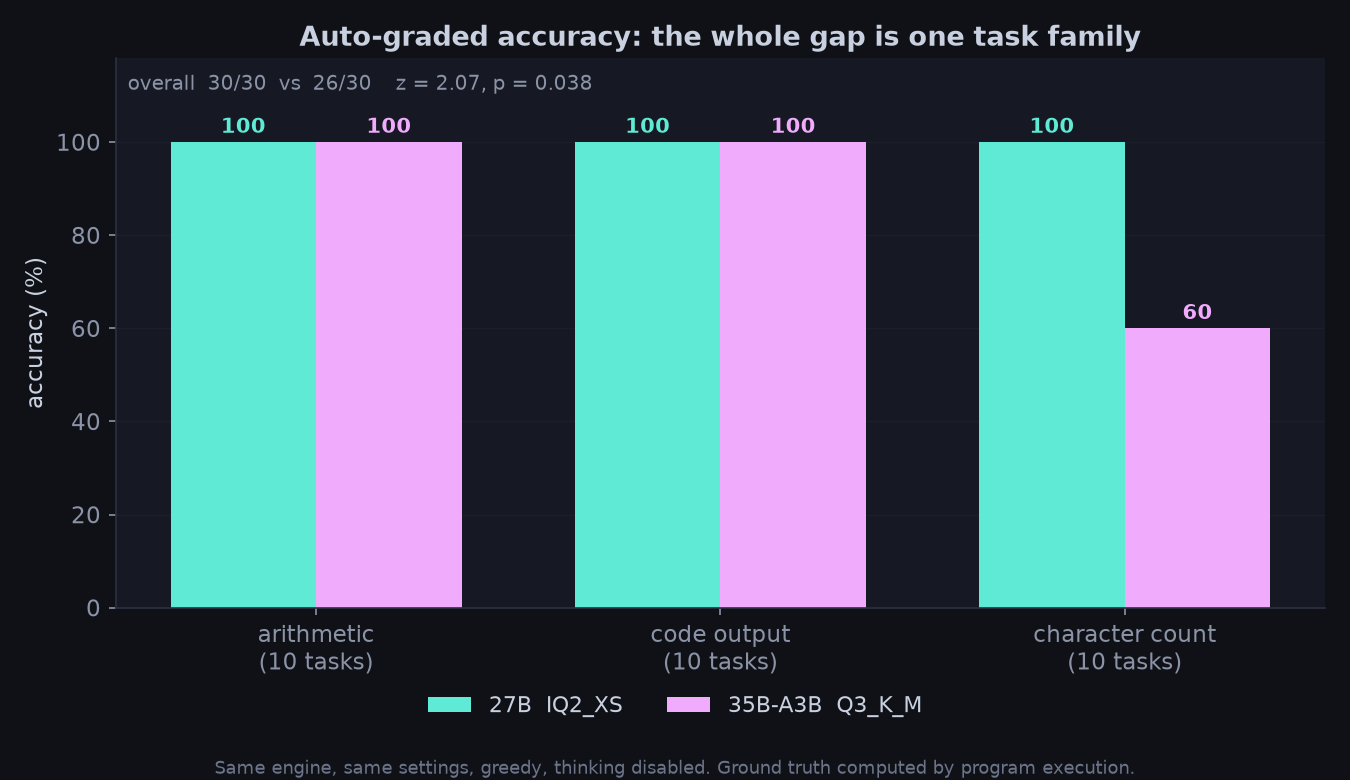 Auto-graded accuracy: the whole gap is one task family
overall  30/30  vs  26/30    z = 2.07, p = 0.038
100
100
100
100
100
60
accuracy (%)
100
80
60
40
20
0
arithmetic
(10 tasks)
code output
(10 tasks)
character count
(10 tasks)
27B  IQ2_XS
35B-A3B  Q3_K_M
Same engine, same settings, greedy, thinking disabled. Ground truth computed by program execution.